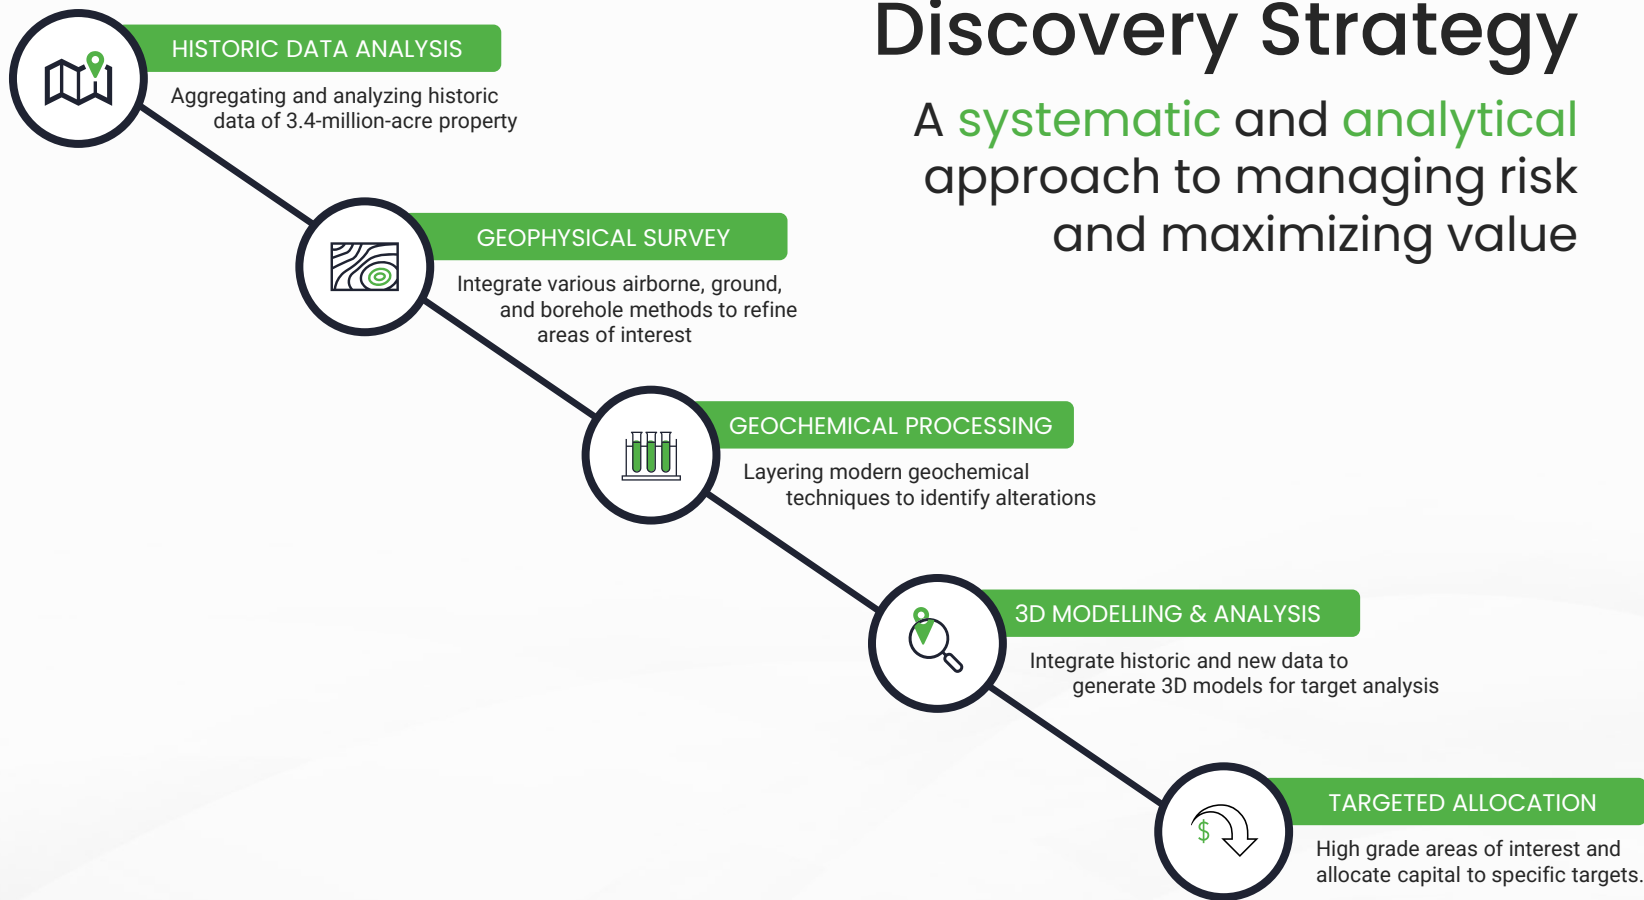 Discovery Strategy
A systematic and analytical
approach to managing risk
and maximizing value
HISTORIC DATA ANALYSIS
Aggregating and analyzing historic
data of 3.4-million-acre property
GEOPHYSICAL SURVEY
Integrate various airborne, ground,
and borehole methods to refine
areas of interest
GEOCHEMICAL PROCESSING
Layering modern geochemical
techniques to identify alterations
3D MODELLING & ANALYSIS
Integrate historic and new data to
generate 3D models for target analysis
$
TARGETED ALLOCATION
High grade areas of interest and
allocate capital to specific targets.